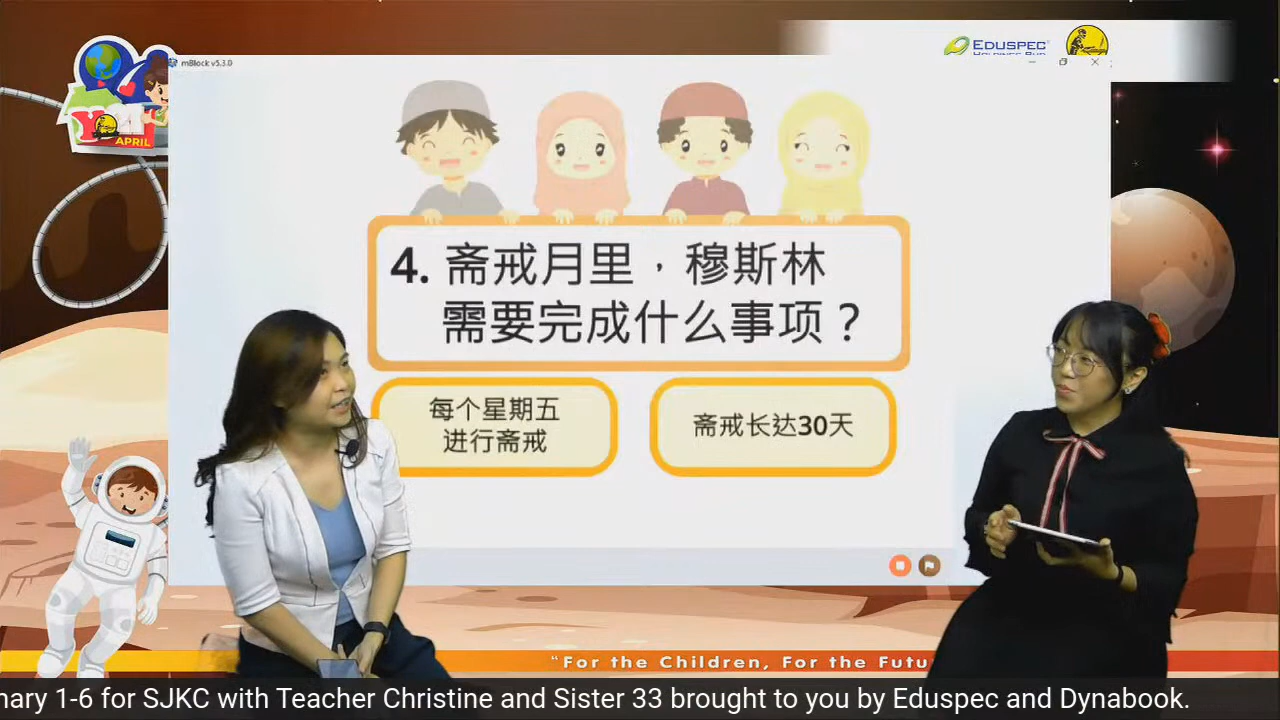 EDUSPEC
mBlock v5.3.0
APRIL
4. 斋戒月里，穆斯林
需要完成什么事项？
每个星期五
进行斋戒
斋戒长达30天
"For the Children, For the Futu
nary 1-6 for SJKC with Teacher Christine and Sister 33 brought to you by Eduspec and Dynabook.